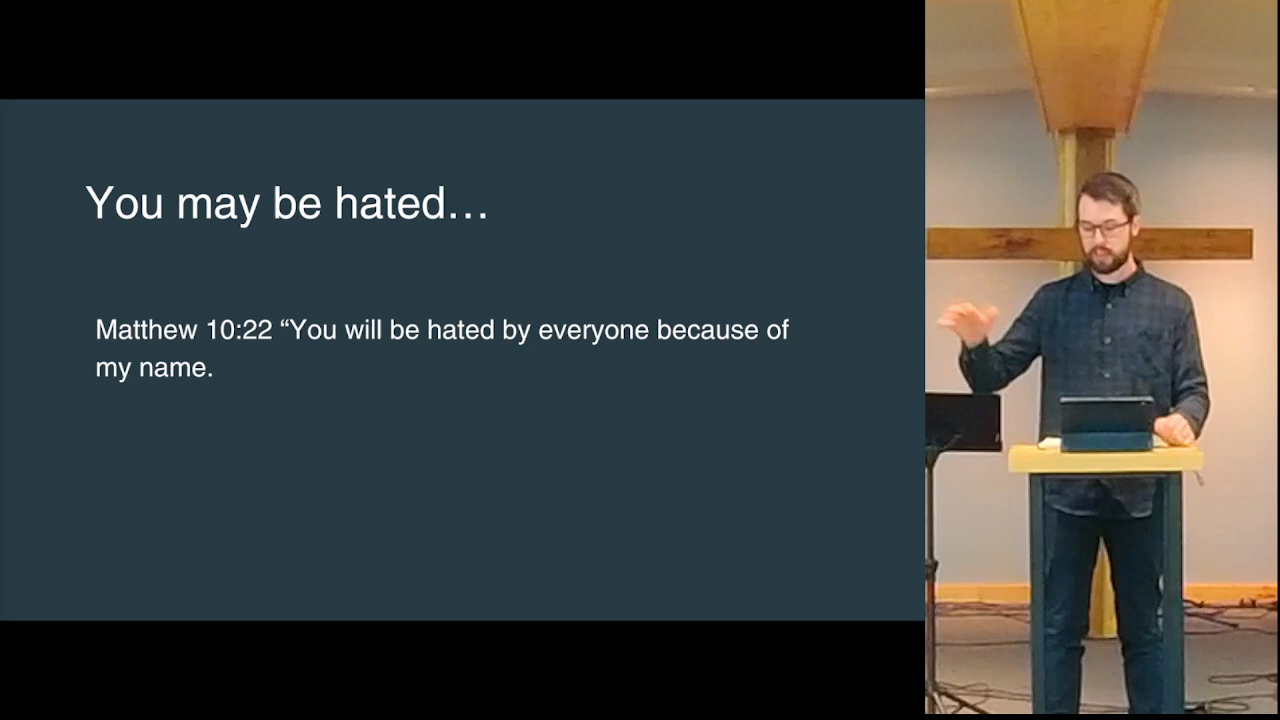 You may be hated…
Matthew 10:22 “You will be hated by everyone because of
my name.